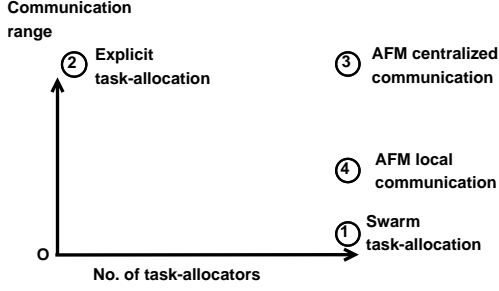 Communication
range
2 Explicit
task-allocation
3 AFM centralized
communication
4 AFM local
communication
1 Swarm
task-allocation
O
No. of task-allocators